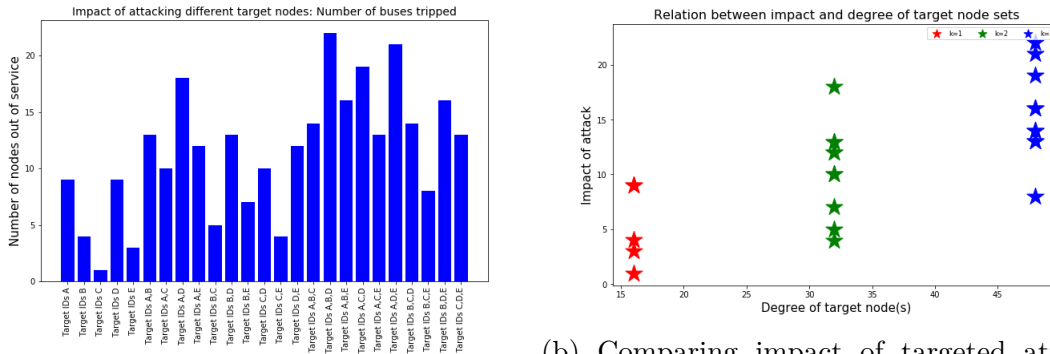 Impact of attacking different target nodes: Number of buses tripped
Number of nodes out of service
20
15
10
5
0
Target IDs A
Target IDs B
Target IDs C
Target IDs D
Target IDs E
Target IDs A,B
Target IDs A,C
Target IDs A,D
Target IDs A,E
Target IDs B,C
Target IDs B,D
Target IDs B,E
Target IDs C,D
Target IDs C,E
Target IDs D,E
Target IDs A,B,C
Target IDs A,B,D
Target IDs A,B,E
Target IDs A,C,D
Target IDs A,C,E
Target IDs A,D,E
Target IDs B,C,D
Target IDs B,C,E
Target IDs B,D,E
Target IDs C,D,E
Relation between impact and degree of target node sets
k=1 k=2 k=
Impact of attack
20
15
10
5
0
15 20 25 30 35 40 45
Degree of target node(s)
(b) Comparing impact of targeted at